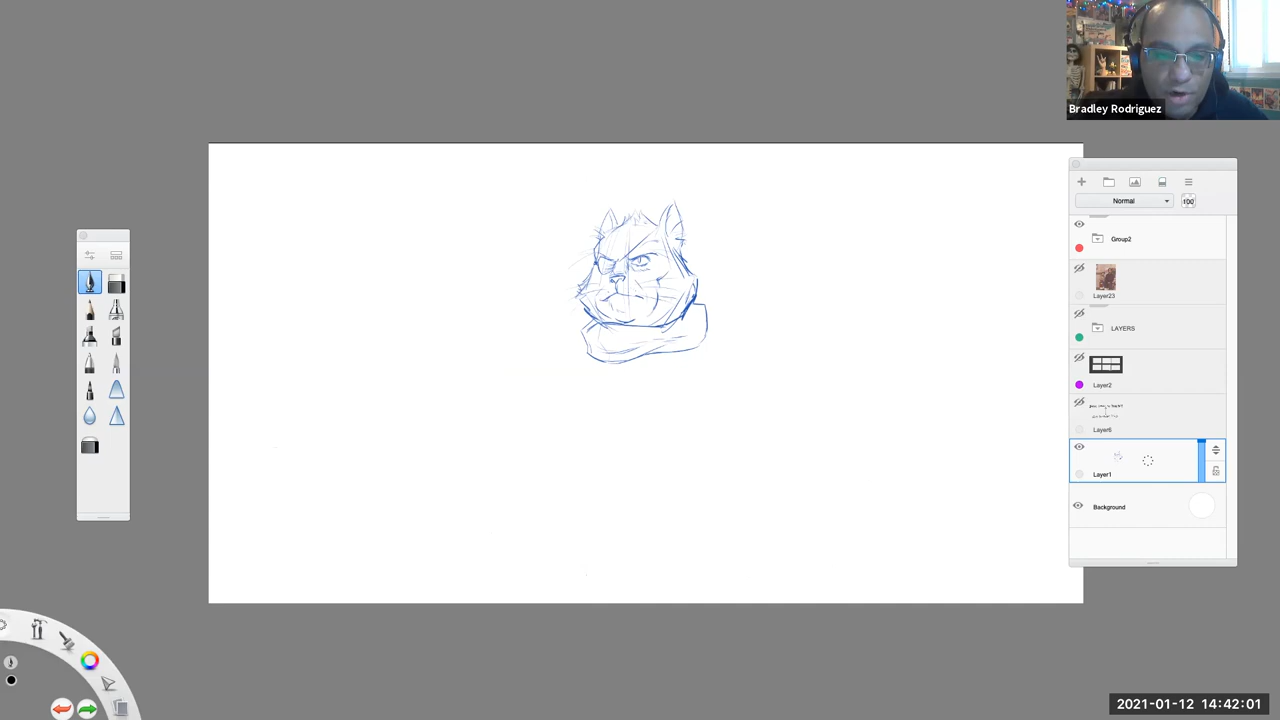 Bradley Rodriguez
Normal
100
Group2
Layer23
LAYERS
Layer2
Layer6
Layer1
Background
2021-01-12 14:42:01